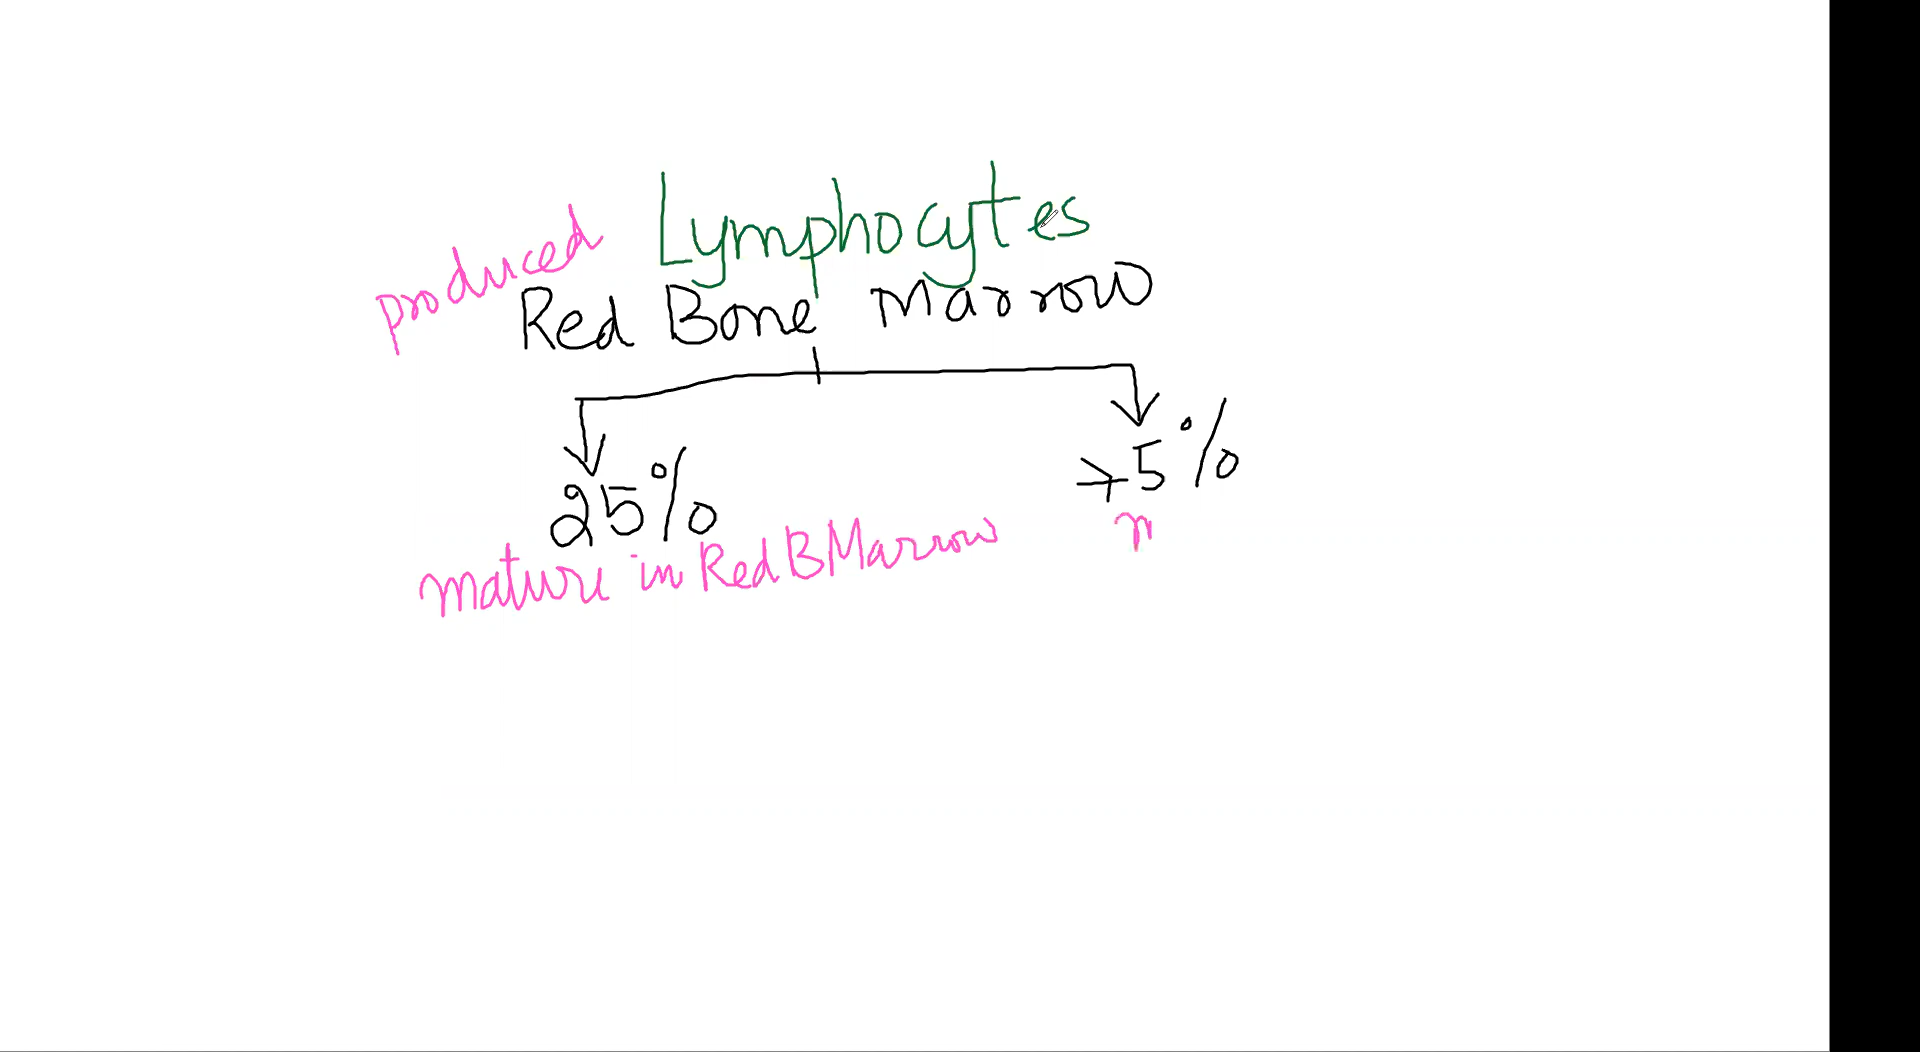 Lymphocytes
produced Red Bone Marrow
25% 75%
mature in Red B Marrow m